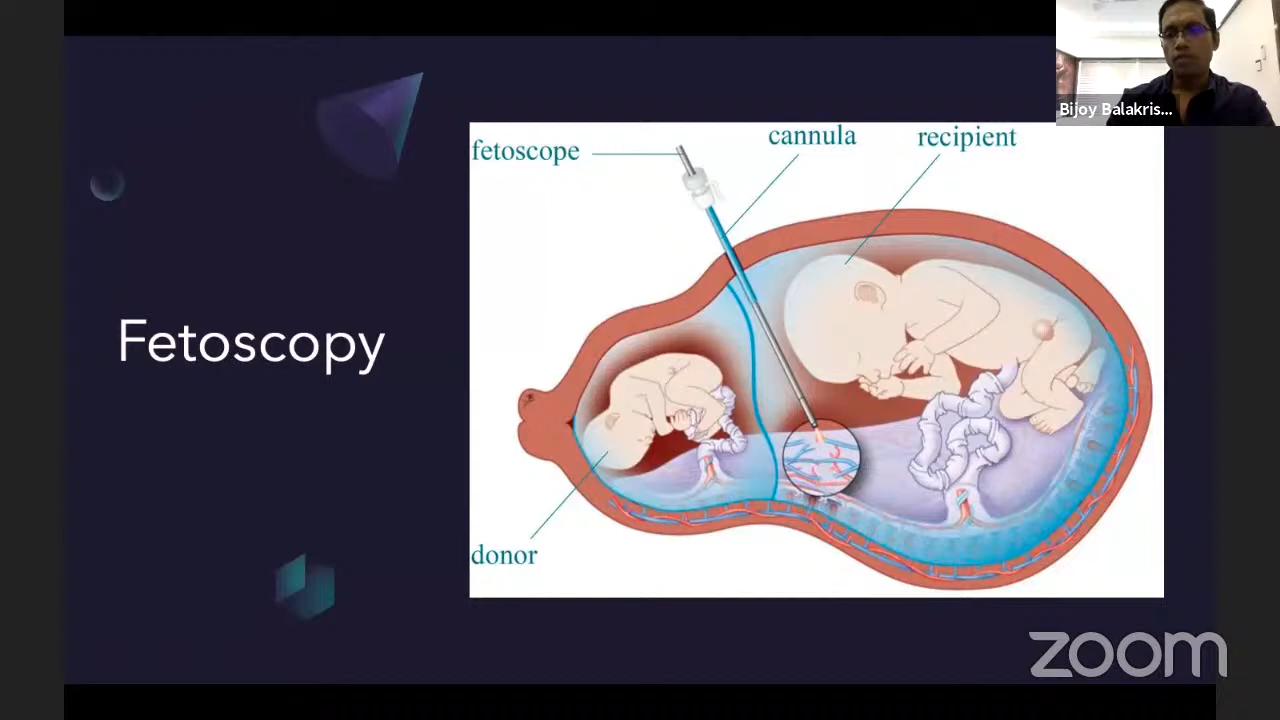 Fetoscopy
fetoscope
cannula
recipient
donor
Bijoy Balakris...
zoom